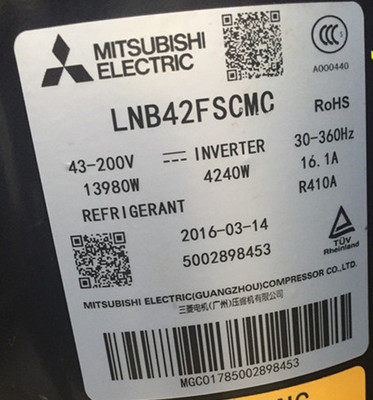 MITSUBISHI
ELECTRIC
CCC
S
A000440
LNB42FSCMC
RoHS
43-200V
INVERTER
30-360Hz
13980W
4240W
16.1A
REFRIGERANT
R410A
2016-03-14
5002898453
TÜV
Rheinland
MITSUBISHI ELECTRIC(GUANGZHOU)COMPRESSOR CO.,LTD.
三菱电机(广州)压缩机有限公司
MGC01785002898453